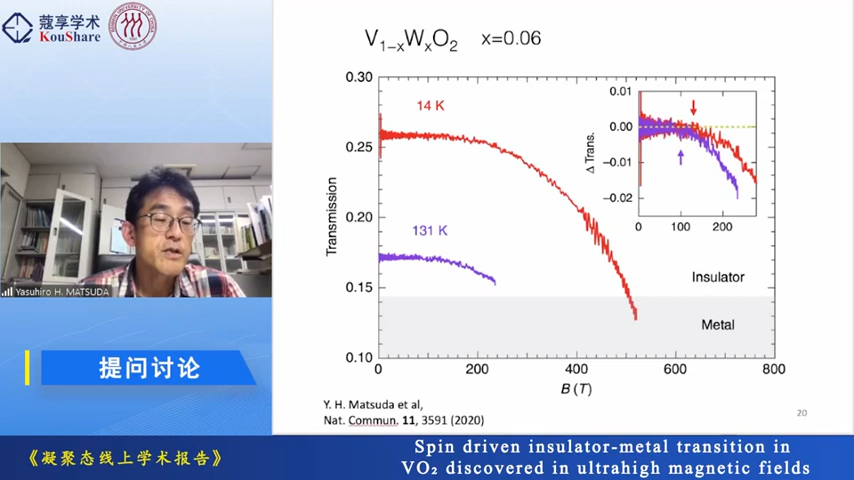 蔻享学术
KouShare
V₁₋ₓWₓO₂ x=0.06
0.30
0.25
0.20
0.15
0.10
Transmission
14 K
131 K
0.01
0.00
−0.01
−0.02
Δ Trans.
0 100 200
Insulator
Metal
0 200 400 600 800
B (T)
Yasuhiro H. MATSUDA
提问讨论
Y. H. Matsuda et al,
Nat. Commun. 11, 3591 (2020)
20
《凝聚态线上学术报告》
Spin driven insulator-metal transition in
VO₂ discovered in ultrahigh magnetic fields